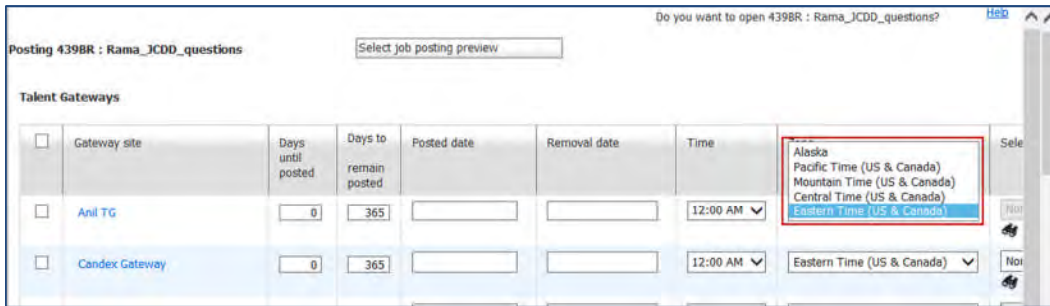 Do you want to open 439BR : Rama_JCDD_questions? Help
Posting 439BR : Rama_JCDD_questions Select job posting preview
Talent Gateways
Gateway site Days until posted Days to remain posted Posted date Removal date Time Sele
Alaska
Pacific Time (US & Canada)
Mountain Time (US & Canada)
Central Time (US & Canada)
Eastern Time (US & Canada)
Anil TG 0 365 12:00 AM
Candex Gateway 0 365 12:00 AM Eastern Time (US & Canada)